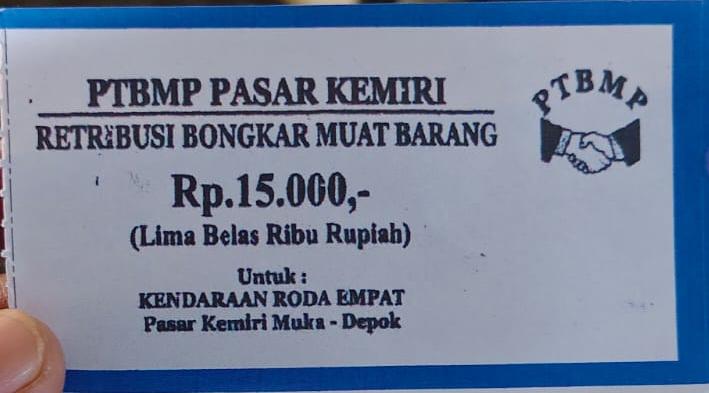 PTBMP PASAR KEMIRI
RETRIBUSI BONGKAR MUAT BARANG
Rp.15.000,-
(Lima Belas Ribu Rupiah)
Untuk :
KENDARAAN RODA EMPAT
Pasar Kemiri Muka - Depok
PTBMP